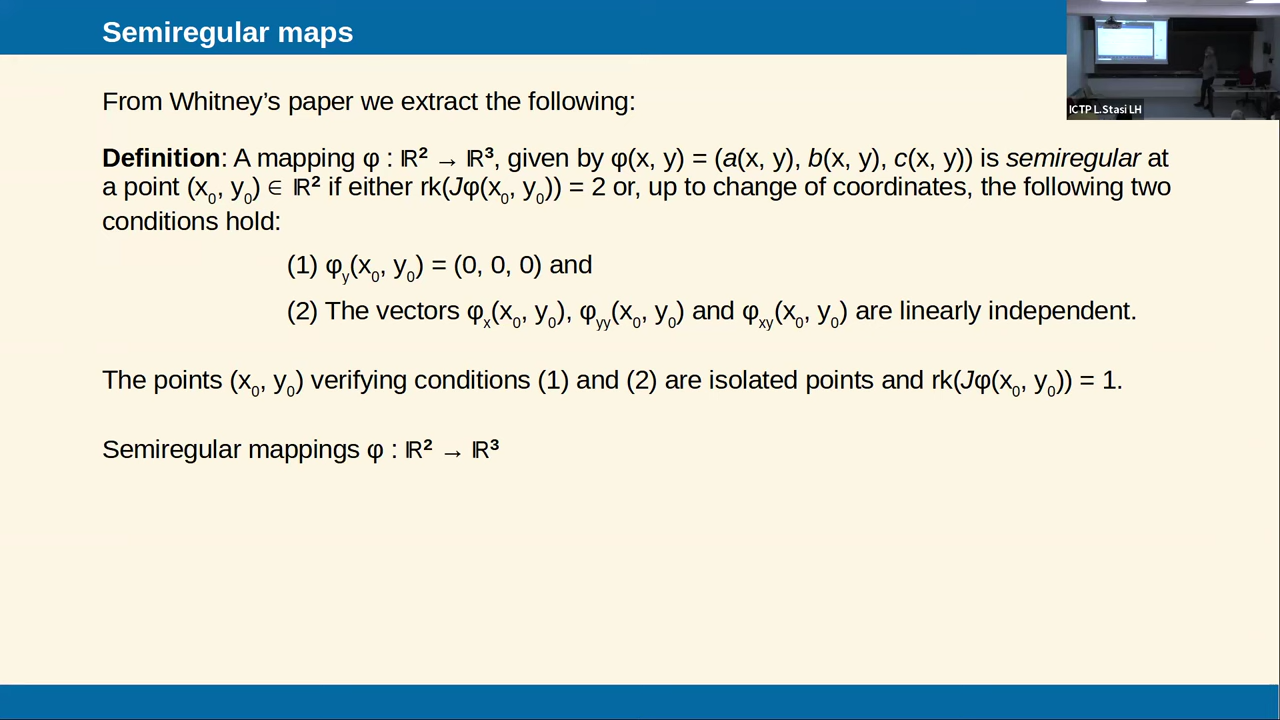 Semiregular maps
ICTP L.Stasi LH
From Whitney’s paper we extract the following:
Definition: A mapping φ : ℝ² → ℝ³, given by φ(x, y) = (a(x, y), b(x, y), c(x, y)) is semiregular at
a point (x₀, y₀) ∈ ℝ² if either rk(Jφ(x₀, y₀)) = 2 or, up to change of coordinates, the following two
conditions hold:
(1) φy(x₀, y₀) = (0, 0, 0) and
(2) The vectors φx(x₀, y₀), φyy(x₀, y₀) and φxy(x₀, y₀) are linearly independent.
The points (x₀, y₀) verifying conditions (1) and (2) are isolated points and rk(Jφ(x₀, y₀)) = 1.
Semiregular mappings φ : ℝ² → ℝ³